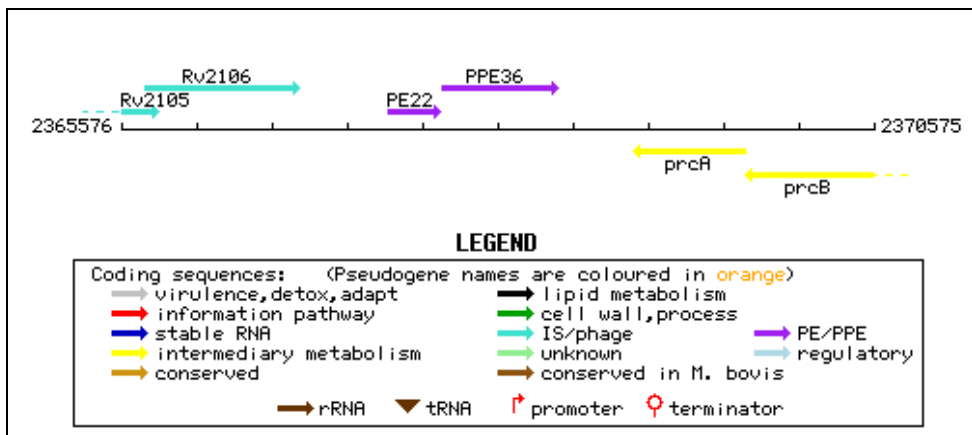 Rv2106 PPE36
Rv2105 PE22
2365576 2370575
prcA
prcB
LEGEND
Coding sequences: (Pseudogene names are coloured in orange)
virulence,detox,adapt lipid metabolism
information pathway cell wall,process
stable RNA IS/phage PE/PPE
intermediary metabolism unknown regulatory
conserved conserved in M. bovis
rRNA tRNA promoter terminator